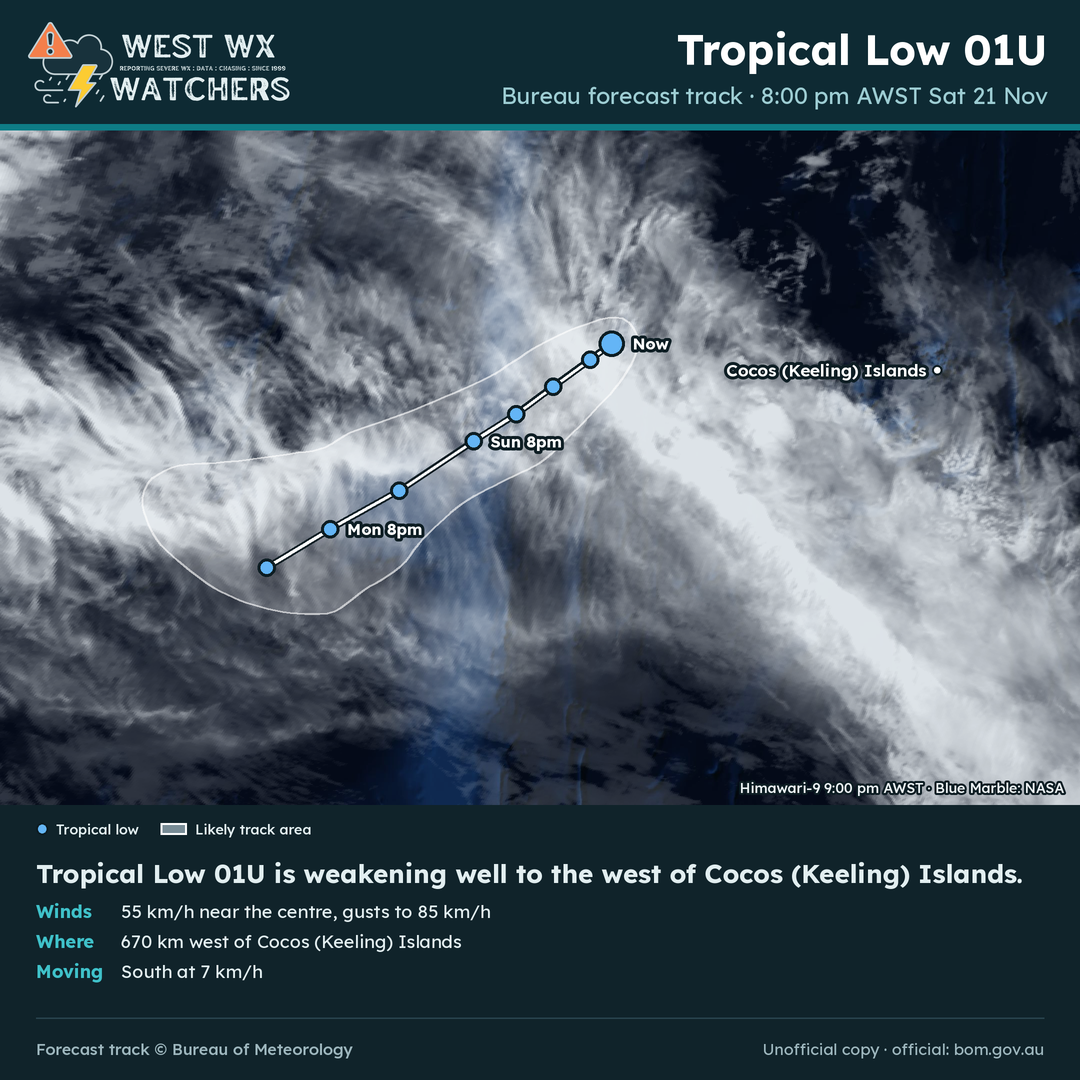 WEST WX
REPORTING SEVERE WX : DATA : CHASING : SINCE 1999
WATCHERS
Tropical Low 01U
Bureau forecast track · 8:00 pm AWST Sat 21 Nov
Now
Cocos (Keeling) Islands
Sun 8pm
Mon 8pm
Himawari-9 9:00 pm AWST · Blue Marble: NASA
Tropical low
Likely track area
Tropical Low 01U is weakening well to the west of Cocos (Keeling) Islands.
Winds 55 km/h near the centre, gusts to 85 km/h
Where 670 km west of Cocos (Keeling) Islands
Moving South at 7 km/h
Forecast track © Bureau of Meteorology
Unofficial copy · official: bom.gov.au